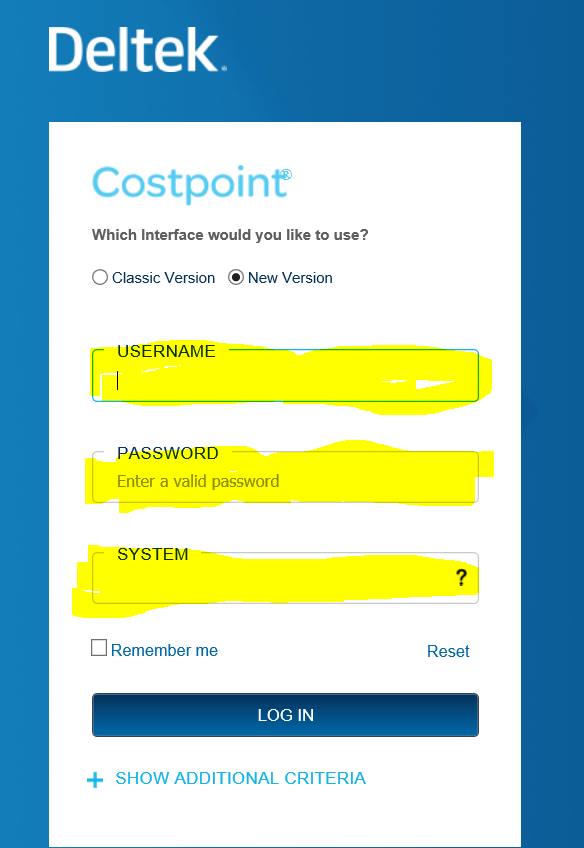 Deltek®
Costpoint®
Which Interface would you like to use?
Classic Version New Version
USERNAME
PASSWORD
Enter a valid password
SYSTEM
?
Remember me Reset
LOG IN
+ SHOW ADDITIONAL CRITERIA